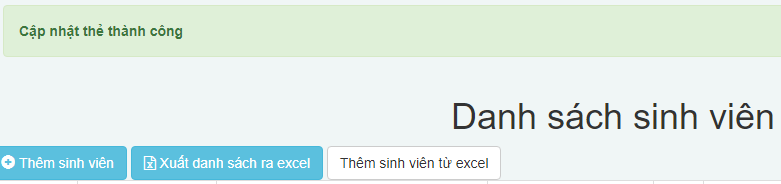 Cập nhật thẻ thành công
Danh sách sinh viên
Thêm sinh viên
Xuất danh sách ra excel
Thêm sinh viên từ excel